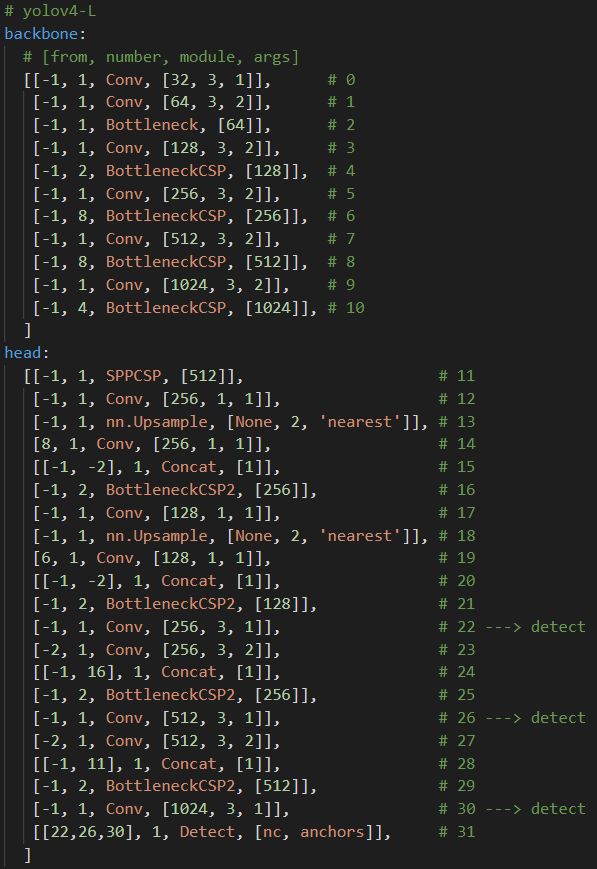 # yolov4-L
backbone:
  # [from, number, module, args]
  [[-1, 1, Conv, [32, 3, 1]],      # 0
   [-1, 1, Conv, [64, 3, 2]],      # 1
   [-1, 1, Bottleneck, [64]],      # 2
   [-1, 1, Conv, [128, 3, 2]],     # 3
   [-1, 2, BottleneckCSP, [128]],  # 4
   [-1, 1, Conv, [256, 3, 2]],     # 5
   [-1, 8, BottleneckCSP, [256]],  # 6
   [-1, 1, Conv, [512, 3, 2]],     # 7
   [-1, 8, BottleneckCSP, [512]],  # 8
   [-1, 1, Conv, [1024, 3, 2]],    # 9
   [-1, 4, BottleneckCSP, [1024]], # 10
  ]
head:
  [[-1, 1, SPPCSP, [512]],                       # 11
   [-1, 1, Conv, [256, 1, 1]],                   # 12
   [-1, 1, nn.Upsample, [None, 2, 'nearest']], # 13
   [8, 1, Conv, [256, 1, 1]],                    # 14
   [[-1, -2], 1, Concat, [1]],                   # 15
   [-1, 2, BottleneckCSP2, [256]],               # 16
   [-1, 1, Conv, [128, 1, 1]],                   # 17
   [-1, 1, nn.Upsample, [None, 2, 'nearest']], # 18
   [6, 1, Conv, [128, 1, 1]],                    # 19
   [[-1, -2], 1, Concat, [1]],                   # 20
   [-1, 2, BottleneckCSP2, [128]],               # 21
   [-1, 1, Conv, [256, 3, 1]],                   # 22 ---> detect
   [-2, 1, Conv, [256, 3, 2]],                   # 23
   [[-1, 16], 1, Concat, [1]],                   # 24
   [-1, 2, BottleneckCSP2, [256]],               # 25
   [-1, 1, Conv, [512, 3, 1]],                   # 26 ---> detect
   [-2, 1, Conv, [512, 3, 2]],                   # 27
   [[-1, 11], 1, Concat, [1]],                   # 28
   [-1, 2, BottleneckCSP2, [512]],               # 29
   [-1, 1, Conv, [1024, 3, 1]],                  # 30 ---> detect
   [[22,26,30], 1, Detect, [nc, anchors]],       # 31
  ]